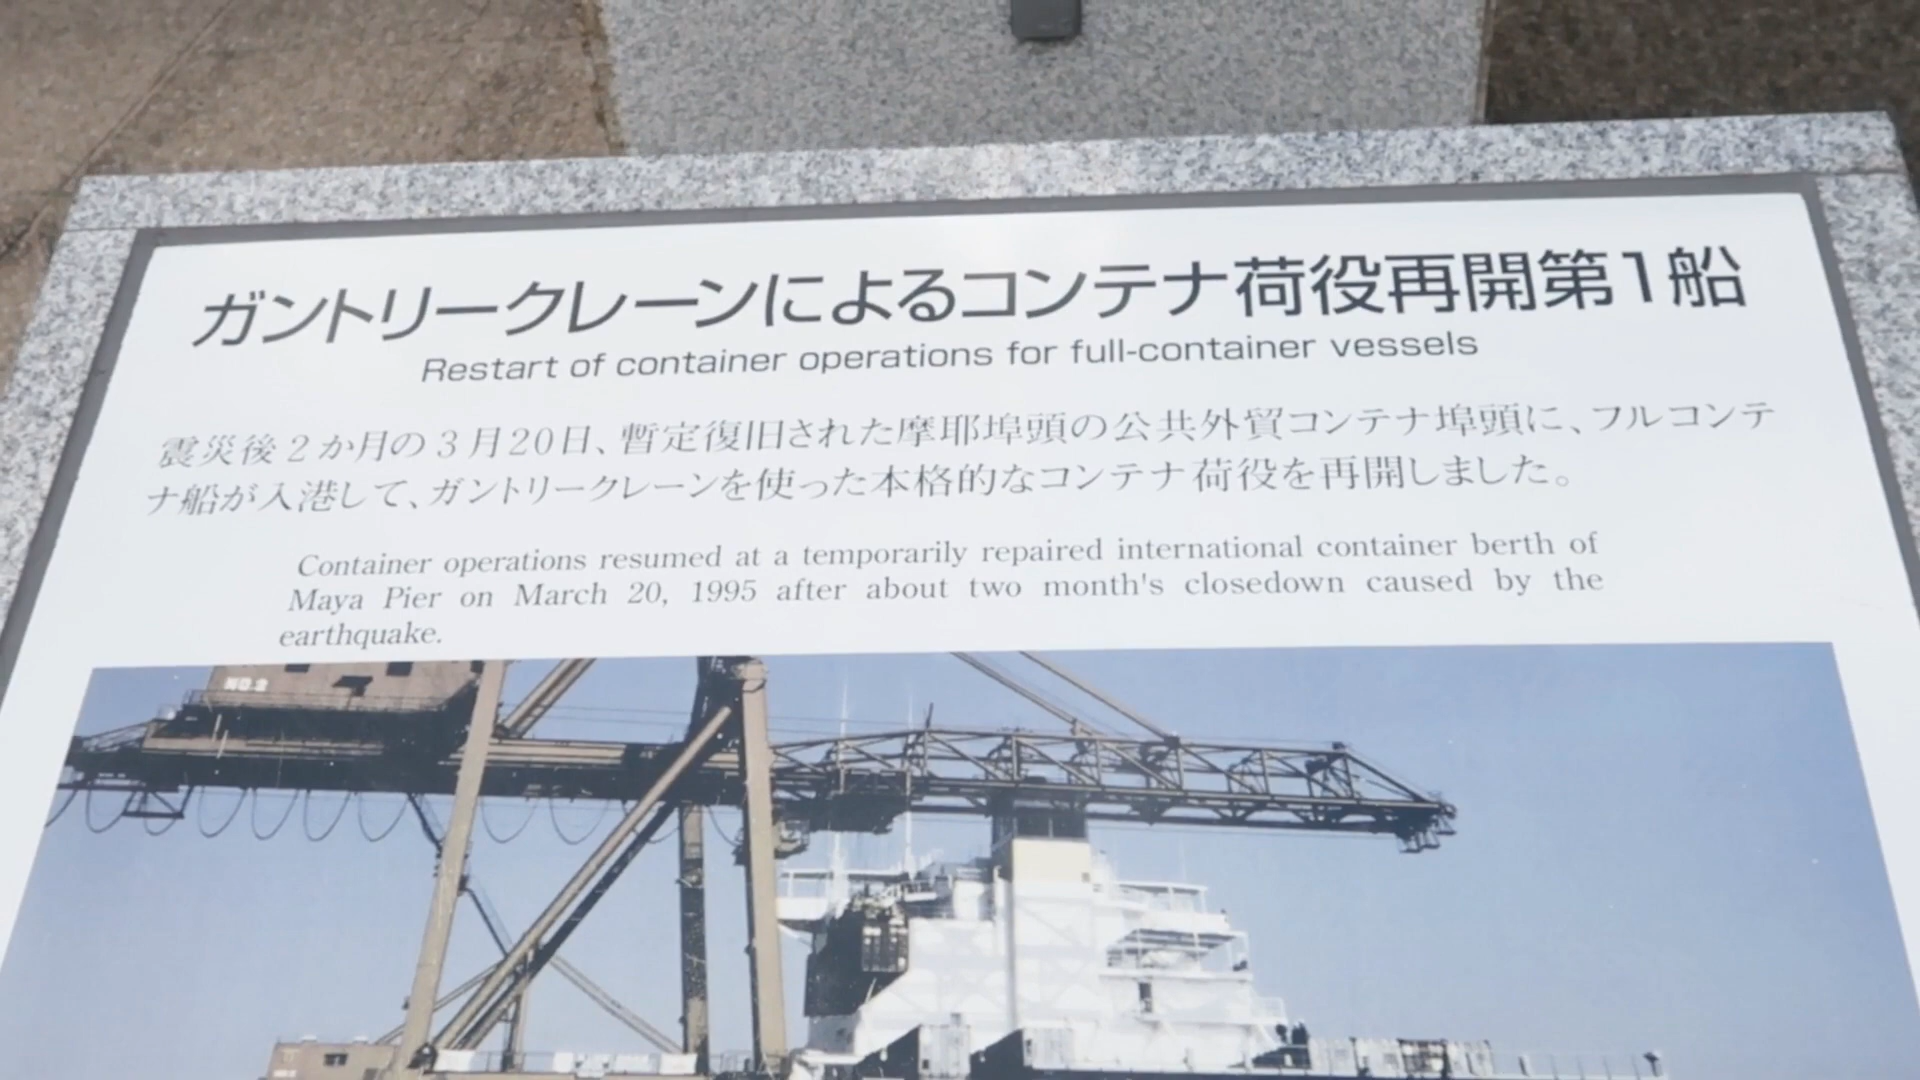 ガントリークレーンによるコンテナ荷役再開第1船
Restart of container operations for full-container vessels
震災後2か月の3月20日、暫定復旧された摩耶埠頭の公共外貿コンテナ埠頭に、フルコンテ
ナ船が入港して、ガントリークレーンを使った本格的なコンテナ荷役を再開しました。
Container operations resumed at a temporarily repaired international container berth of
Maya Pier on March 20, 1995 after about two month's closedown caused by the
earthquake.
NO.2